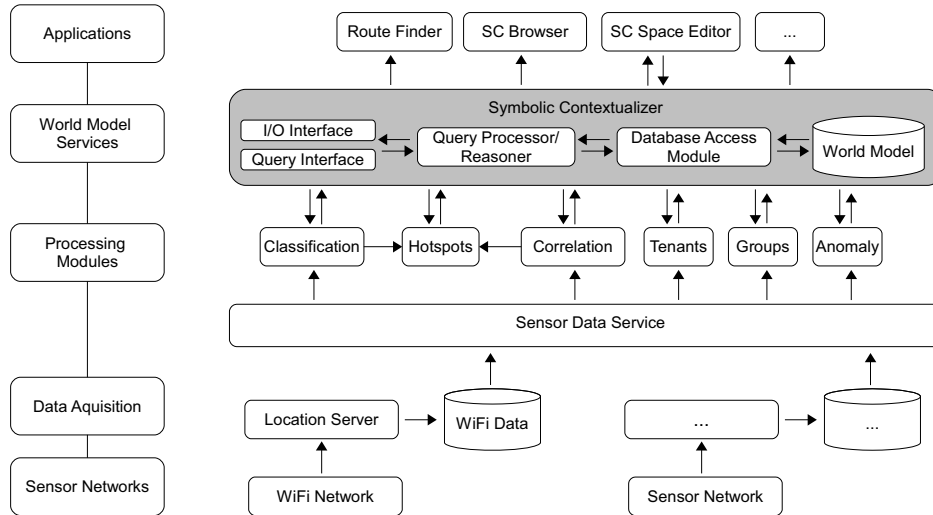 Applications
Route Finder
SC Browser
SC Space Editor
...
World Model
Services
Symbolic Contextualizer
I/O Interface
Query Interface
Query Processor/
Reasoner
Database Access
Module
World Model
Processing
Modules
Classification
Hotspots
Correlation
Tenants
Groups
Anomaly
Sensor Data Service
Data Aquisition
Location Server
WiFi Data
...
...
Sensor Networks
WiFi Network
Sensor Network